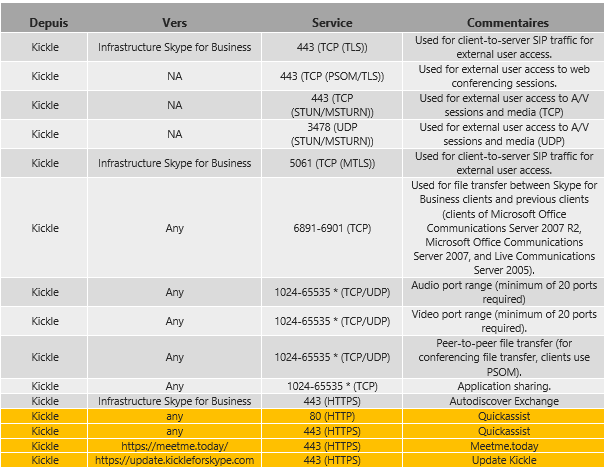 Depuis Vers Service Commentaires
Kickle Infrastructure Skype for Business 443 (TCP (TLS)) Used for client-to-server SIP traffic for
external user access.
Kickle NA 443 (TCP (PSOM/TLS)) Used for external user access to web
conferencing sessions.
Kickle NA 443 (TCP
(STUN/MSTURN)) Used for external user access to A/V
sessions and media (TCP)
Kickle NA 3478 (UDP
(STUN/MSTURN)) Used for external user access to A/V
sessions and media (UDP)
Kickle Infrastructure Skype for Business 5061 (TCP (MTLS)) Used for client-to-server SIP traffic for
external user access.
Kickle Any 6891-6901 (TCP) Used for file transfer between Skype for
Business clients and previous clients
(clients of Microsoft Office
Communications Server 2007 R2,
Microsoft Office Communications
Server 2007, and Live Communications
Server 2005).
Kickle Any 1024-65535 * (TCP/UDP) Audio port range (minimum of 20 ports
required)
Kickle Any 1024-65535 * (TCP/UDP) Video port range (minimum of 20 ports
required).
Kickle Any 1024-65535 * (TCP/UDP) Peer-to-peer file transfer (for
conferencing file transfer, clients use
PSOM).
Kickle Any 1024-65535 * (TCP) Application sharing.
Kickle Infrastructure Skype for Business 443 (HTTPS) Autodiscover Exchange
Kickle any 80 (HTTP) Quickassist
Kickle any 443 (HTTPS) Quickassist
Kickle https://meetme.today/ 443 (HTTPS) Meetme.today
Kickle https://update.kickleforskype.com 443 (HTTPS) Update Kickle